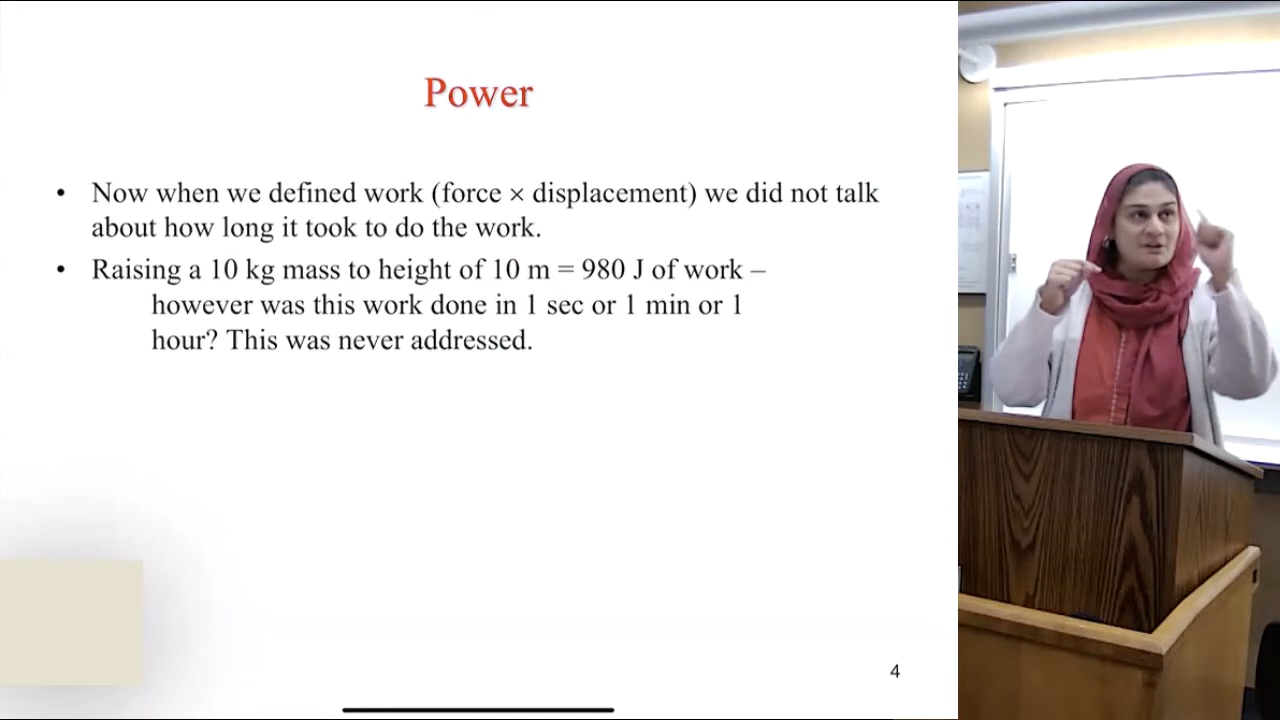 Power
• Now when we defined work (force × displacement) we did not talk
about how long it took to do the work.
• Raising a 10 kg mass to height of 10 m = 980 J of work –
however was this work done in 1 sec or 1 min or 1
hour? This was never addressed.
4